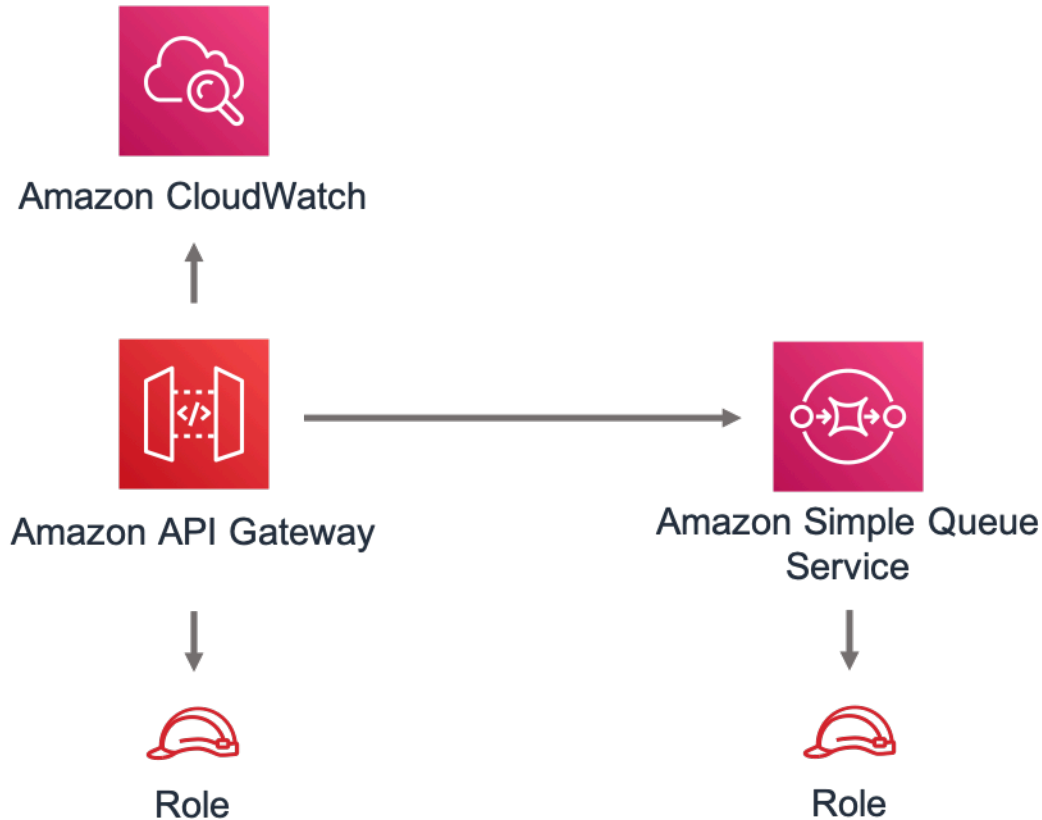 Amazon CloudWatch
</>
Amazon API Gateway
Amazon Simple Queue
Service
Role
Role